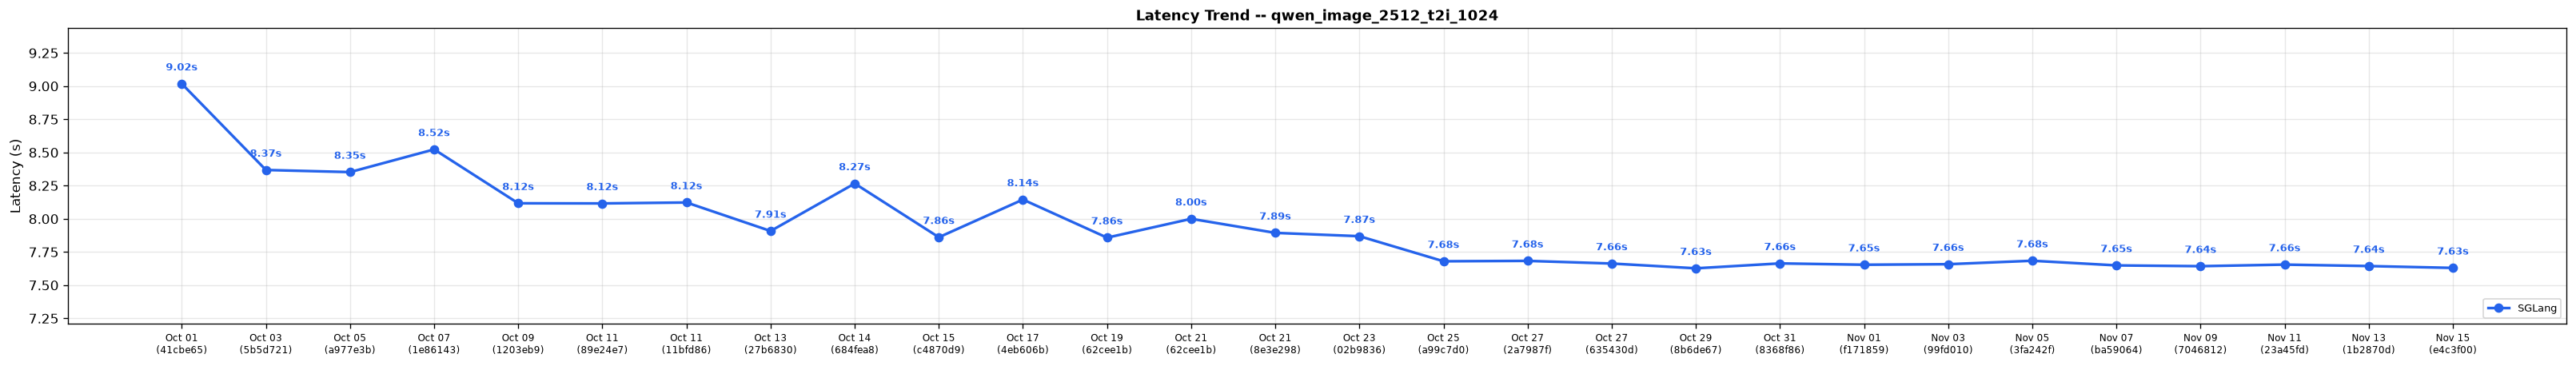 Latency Trend -- qwen_image_2512_t2i_1024
Latency (s)
9.25
9.00
8.75
8.50
8.25
8.00
7.75
7.50
7.25
9.02s
8.37s
8.35s
8.52s
8.12s
8.12s
8.12s
7.91s
8.27s
7.86s
8.14s
7.86s
8.00s
7.89s
7.87s
7.68s
7.68s
7.66s
7.63s
7.66s
7.65s
7.66s
7.68s
7.65s
7.64s
7.66s
7.64s
7.63s
SGLang
Oct 01
(41cbe65)
Oct 03
(5b5d721)
Oct 05
(a977e3b)
Oct 07
(1e86143)
Oct 09
(1203eb9)
Oct 11
(89e24e7)
Oct 11
(11bfd86)
Oct 13
(27b6830)
Oct 14
(684fea8)
Oct 15
(c4870d9)
Oct 17
(4eb606b)
Oct 19
(62cee1b)
Oct 21
(62cee1b)
Oct 21
(8e3e298)
Oct 23
(02b9836)
Oct 25
(a99c7d0)
Oct 27
(2a7987f)
Oct 27
(635430d)
Oct 29
(8b6de67)
Oct 31
(8368f86)
Nov 01
(f171859)
Nov 03
(99fd010)
Nov 05
(3fa242f)
Nov 07
(ba59064)
Nov 09
(7046812)
Nov 11
(23a45fd)
Nov 13
(1b2870d)
Nov 15
(e4c3f00)